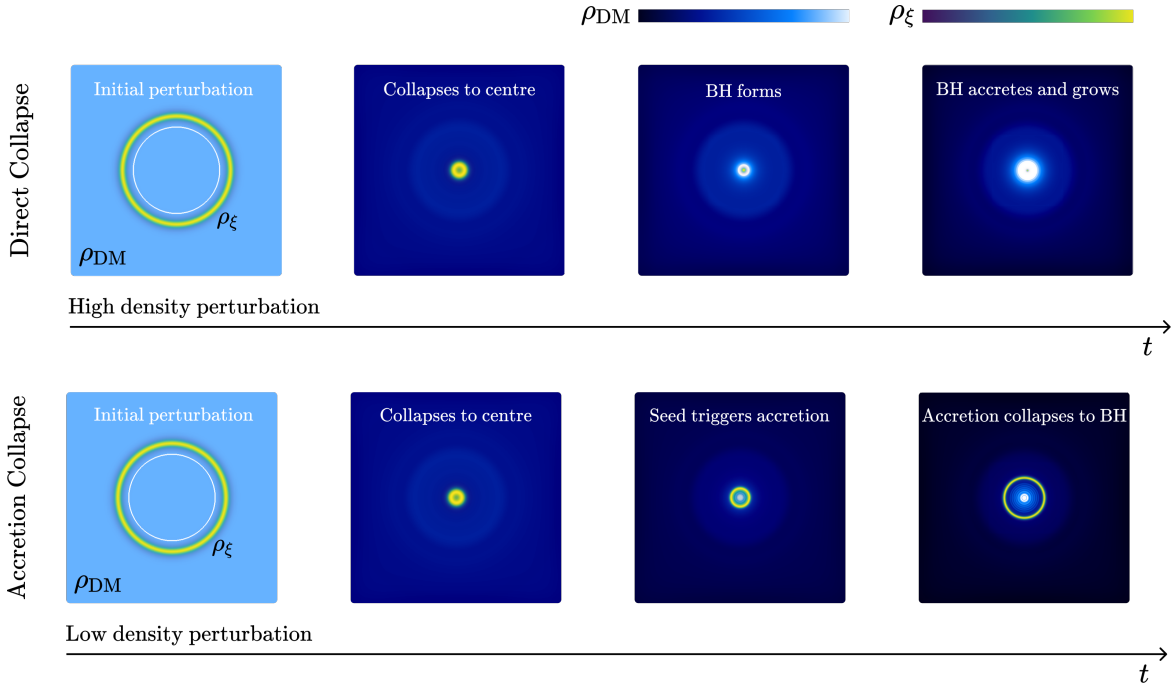 ρDM
ρξ
Direct Collapse
Initial perturbation
ρξ
ρDM
Collapses to centre
BH forms
BH accretes and grows
High density perturbation
t
Accretion Collapse
Initial perturbation
ρξ
ρDM
Collapses to centre
Seed triggers accretion
Accretion collapses to BH
Low density perturbation
t